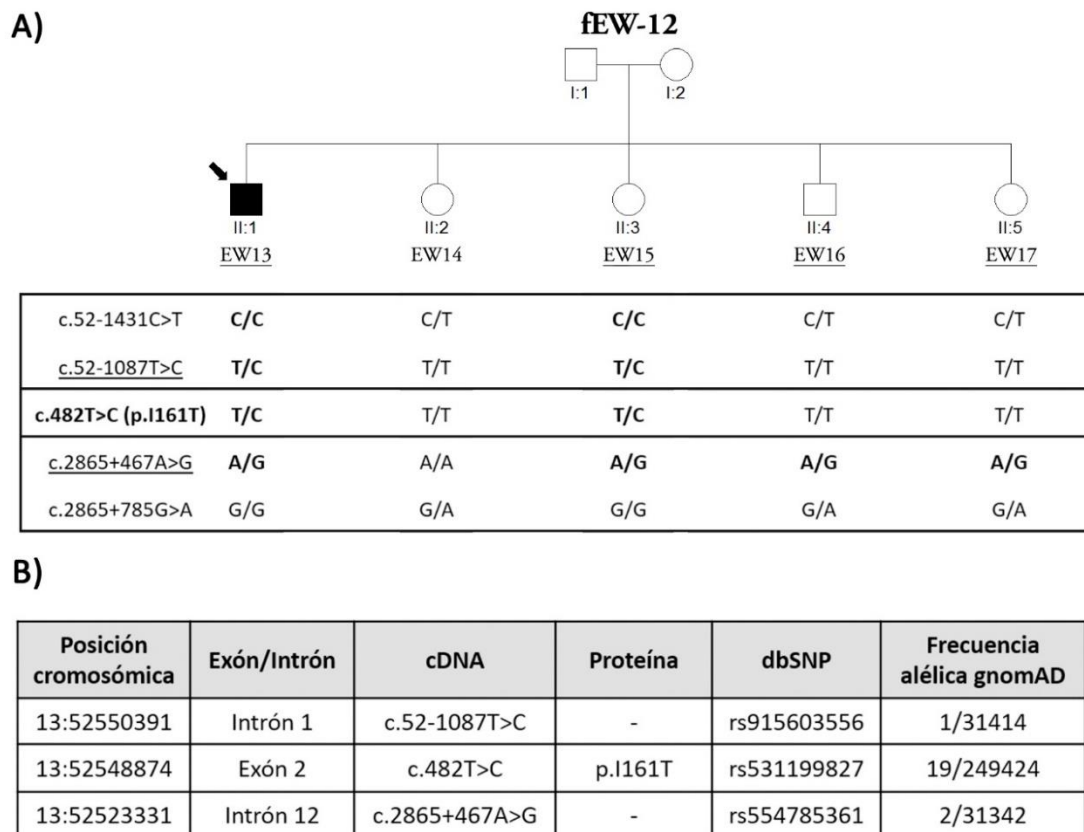 A)
fEW-12
I:1 I:2
II:1 II:2 II:3 II:4 II:5
EW13 EW14 EW15 EW16 EW17
c.52-1431C>T C/C C/T C/C C/T C/T
c.52-1087T>C T/C T/T T/C T/T T/T
c.482T>C (p.I161T) T/C T/T T/C T/T T/T
c.2865+467A>G A/G A/A A/G A/G A/G
c.2865+785G>A G/G G/A G/G G/A G/A
B)
Posición cromosómica Exón/Intrón cDNA Proteína dbSNP Frecuencia alélica gnomAD
13:52550391 Intrón 1 c.52-1087T>C - rs915603556 1/31414
13:52548874 Exón 2 c.482T>C p.I161T rs531199827 19/249424
13:52523331 Intrón 12 c.2865+467A>G - rs554785361 2/31342